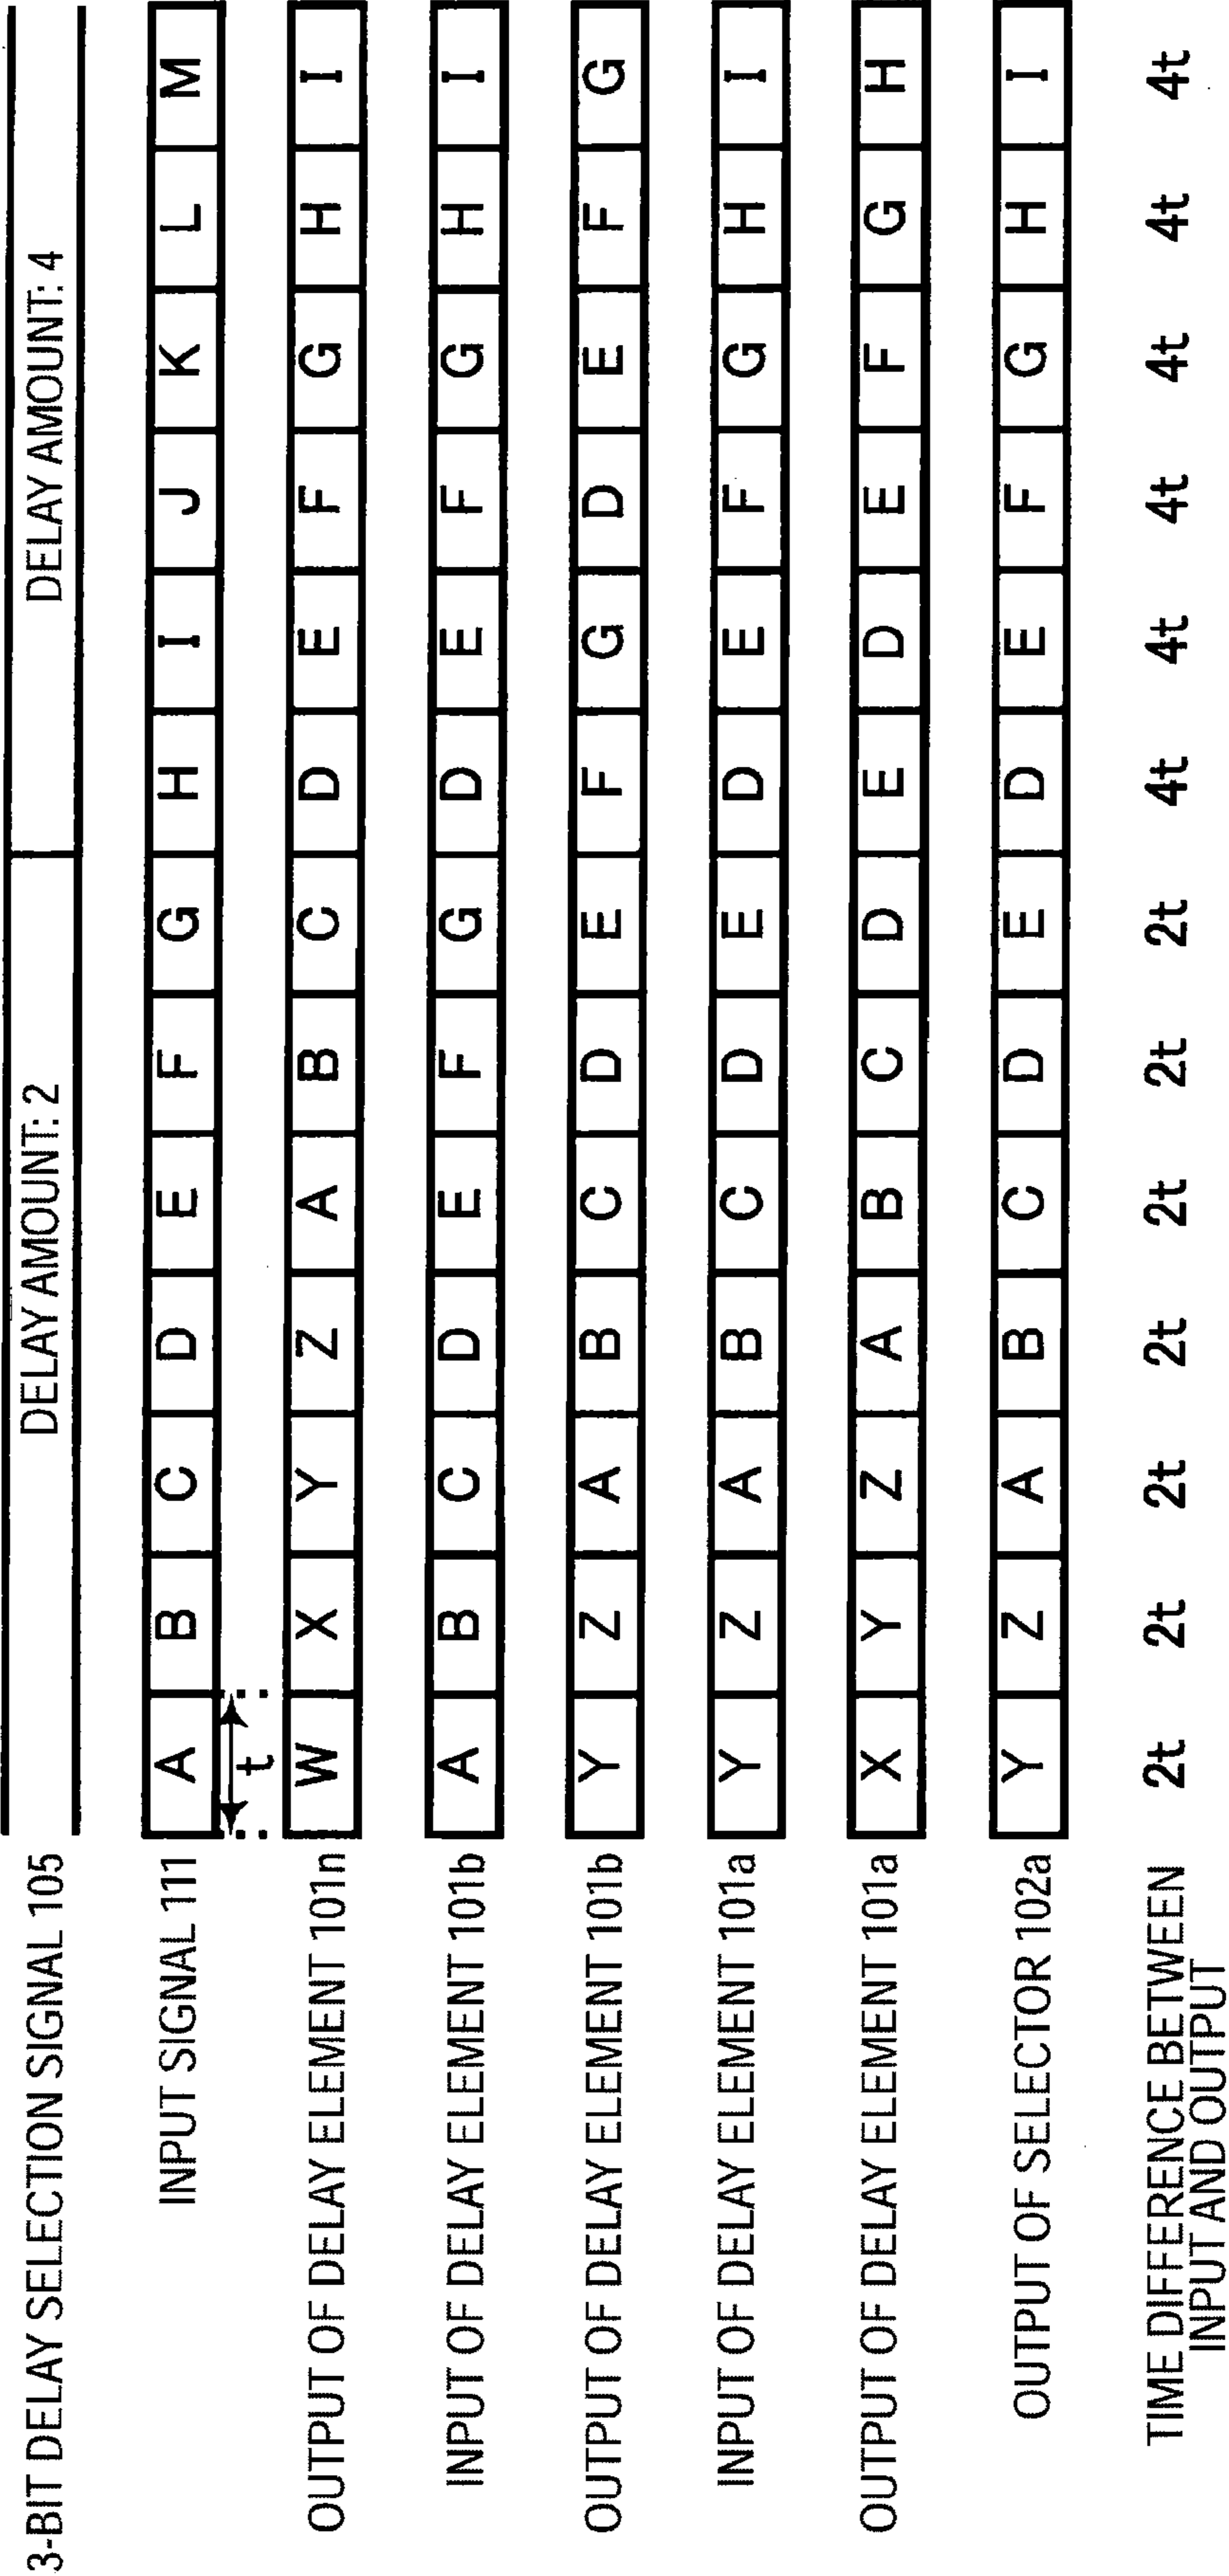 3-BIT DELAY SELECTION SIGNAL 105 DELAY AMOUNT: 2 DELAY AMOUNT: 4
INPUT SIGNAL 111 A B C D E F G H I J K L M
t
OUTPUT OF DELAY ELEMENT 101n W X Y Z A B C D E F G H I
INPUT OF DELAY ELEMENT 101b A B C D E F G D E F G H I
OUTPUT OF DELAY ELEMENT 101b Y Z A B C D E F G D E F G
INPUT OF DELAY ELEMENT 101a Y Z A B C D E D E F G H I
OUTPUT OF DELAY ELEMENT 101a X Y Z A B C D E D E F G H
OUTPUT OF SELECTOR 102a Y Z A B C D E D E F G H I
TIME DIFFERENCE BETWEEN 2t 2t 2t 2t 2t 2t 2t 4t 4t 4t 4t 4t 4t
INPUT AND OUTPUT